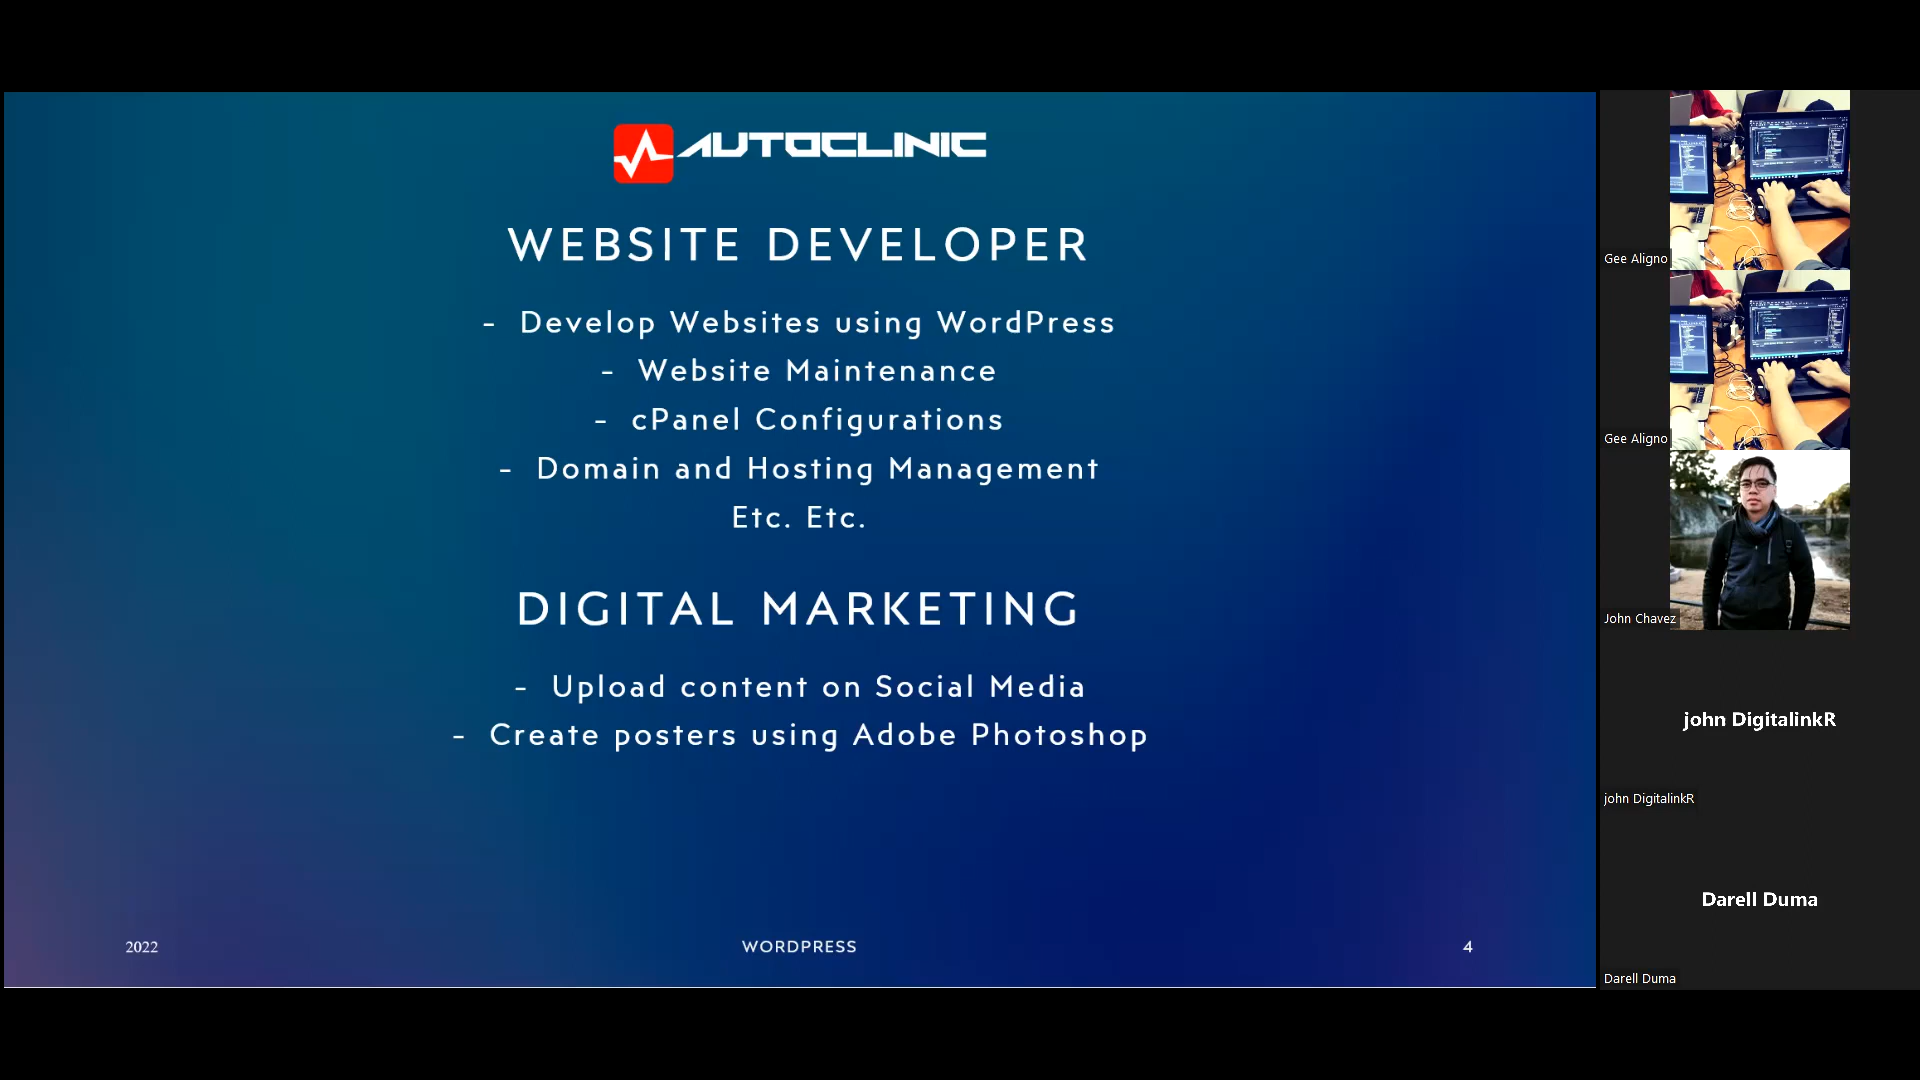 AUTOCLINIC
WEBSITE DEVELOPER
- Develop Websites using WordPress
- Website Maintenance
- cPanel Configurations
- Domain and Hosting Management
Etc. Etc.
DIGITAL MARKETING
- Upload content on Social Media
- Create posters using Adobe Photoshop
2022
WORDPRESS
4
Gee Aligno
Gee Aligno
John Chavez
john DigitalinkR
john DigitalinkR
Darell Duma
Darell Duma